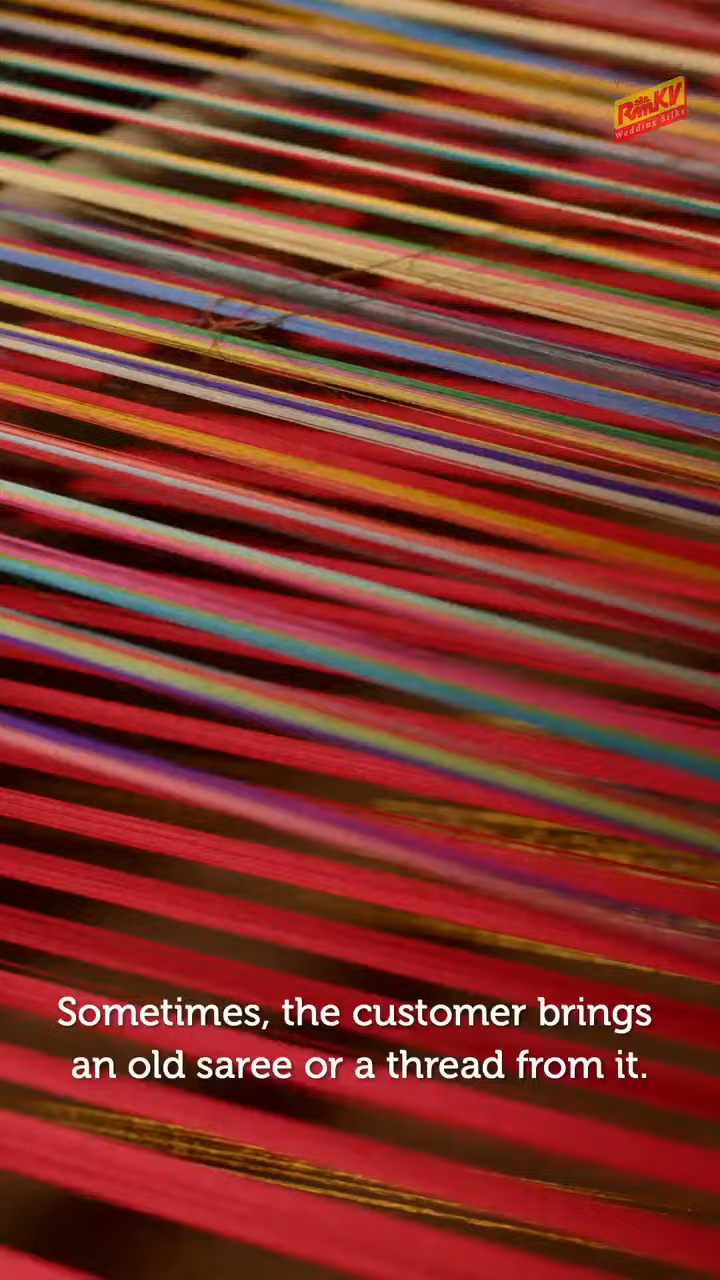 RmKV
Wedding Silks
Sometimes, the customer brings
an old saree or a thread from it.